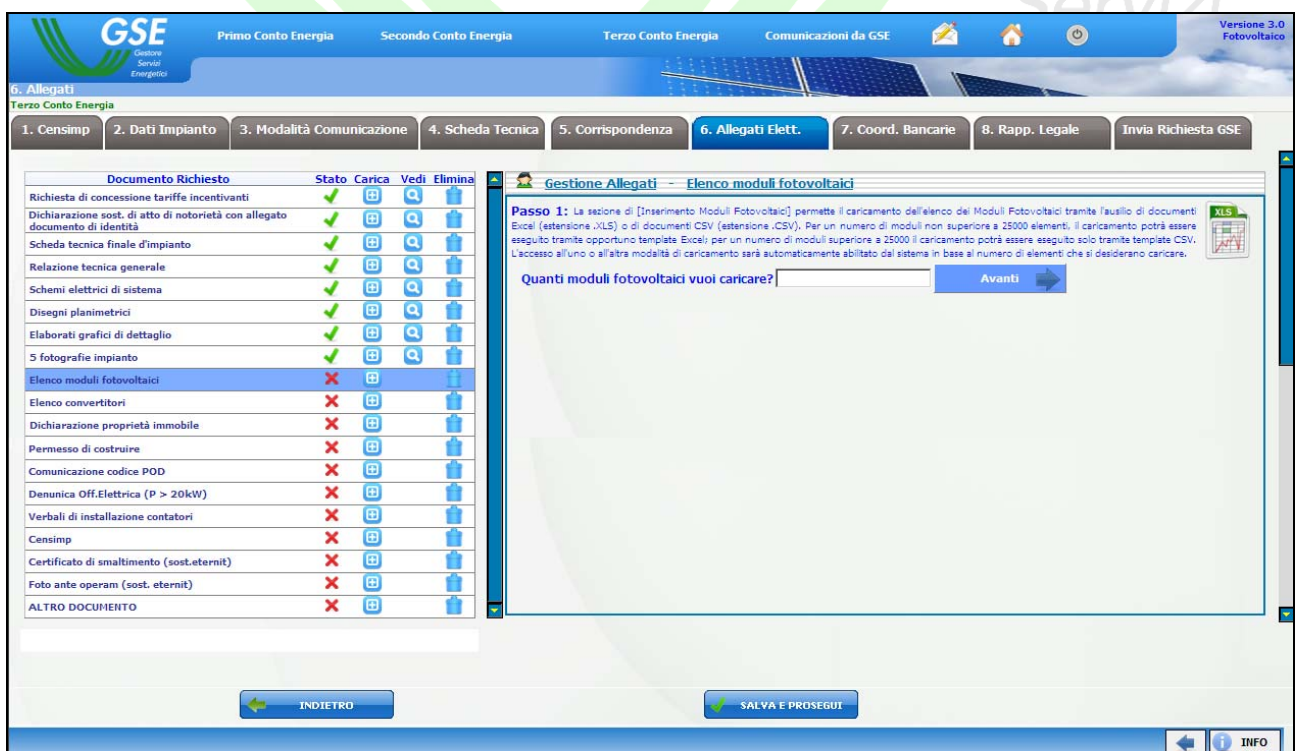 Servizi
GSE
Gestore
Servizi
Energetici
Primo Conto Energia
Secondo Conto Energia
Terzo Conto Energia
Comunicazioni da GSE
Versione 3.0
Fotovoltaico
6. Allegati
Terzo Conto Energia
1. Censimp
2. Dati Impianto
3. Modalità Comunicazione
4. Scheda Tecnica
5. Corrispondenza
6. Allegati Elett.
7. Coord. Bancarie
8. Rapp. Legale
Invia Richiesta GSE
Documento Richiesto Stato Carica Vedi Elimina
Richiesta di concessione tariffe incentivanti
Dichiarazione sost. di atto di notorietà con allegato
documento di identità
Scheda tecnica finale d'impianto
Relazione tecnica generale
Schemi elettrici di sistema
Disegni planimetrici
Elaborati grafici di dettaglio
5 fotografie impianto
Elenco moduli fotovoltaici
Elenco convertitori
Dichiarazione proprietà immobile
Permesso di costruire
Comunicazione codice POD
Denunica Off.Elettrica (P > 20kW)
Verbali di installazione contatori
Censimp
Certificato di smaltimento (sost.eternit)
Foto ante operam (sost. eternit)
ALTRO DOCUMENTO
Gestione Allegati - Elenco moduli fotovoltaici
Passo 1: La sezione di [Inserimento Moduli Fotovoltaici] permette il caricamento dell'elenco dei Moduli Fotovoltaici tramite l'ausilio di documenti
Excel (estensione .XLS) o di documenti CSV (estensione .CSV). Per un numero di moduli non superiore a 25000 elementi, il caricamento potrà essere
eseguito tramite opportuno template Excel; per un numero di moduli superiore a 25000 il caricamento potrà essere eseguito solo tramite template CSV.
L'accesso all'uno o all'altra modalità di caricamento sarà automaticamente abilitato dal sistema in base al numero di elementi che si desiderano caricare.
XLS
Quanti moduli fotovoltaici vuoi caricare?
Avanti
INDIETRO
SALVA E PROSEGUI
INFO